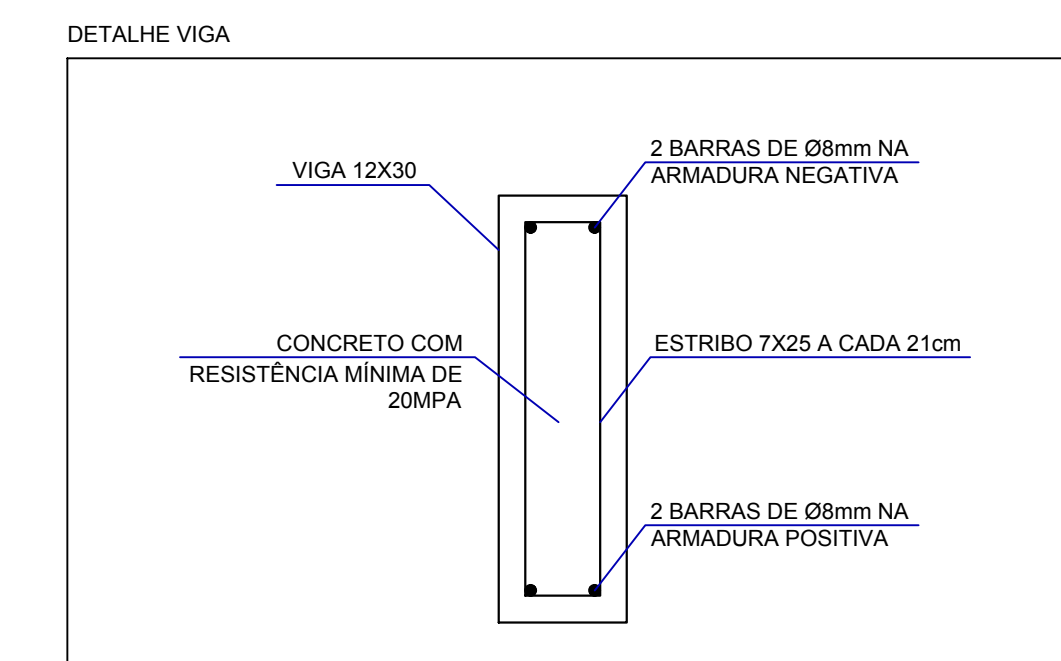 DETALHE VIGA
2 BARRAS DE Ø8mm NA
ARMADURA NEGATIVA
VIGA 12X30
CONCRETO COM
RESISTÊNCIA MÍNIMA DE
20MPA
ESTRIBO 7X25 A CADA 21cm
2 BARRAS DE Ø8mm NA
ARMADURA POSITIVA